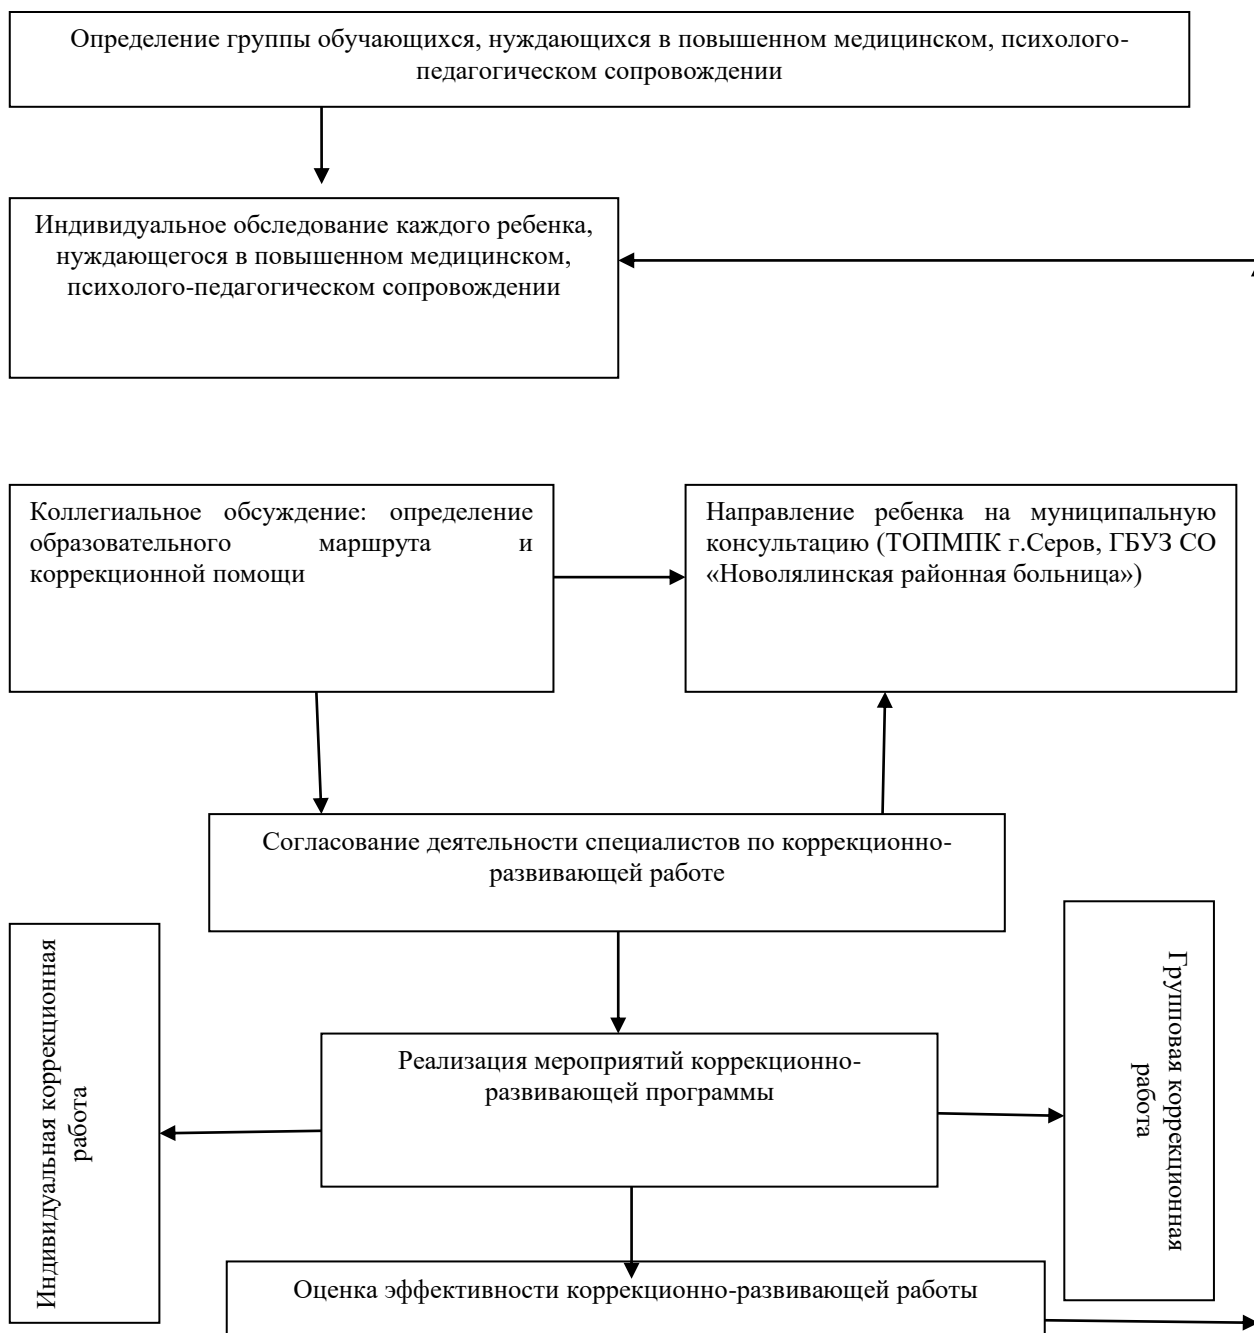 Определение группы обучающихся, нуждающихся в повышенном медицинском, психолого-
педагогическом сопровождении
Индивидуальное обследование каждого ребенка,
нуждающегося в повышенном медицинском,
психолого-педагогическом сопровождении
Коллегиальное обсуждение: определение
образовательного маршрута и
коррекционной помощи
Направление ребенка на муниципальную
консультацию (ТОПМПК г.Серов, ГБУЗ СО
«Новолялинская районная больница»)
Согласование деятельности специалистов по коррекционно-
развивающей работе
Индивидуальная коррекционная
работа
Реализация мероприятий коррекционно-
развивающей программы
Групповая коррекционная
работа
Оценка эффективности коррекционно-развивающей работы